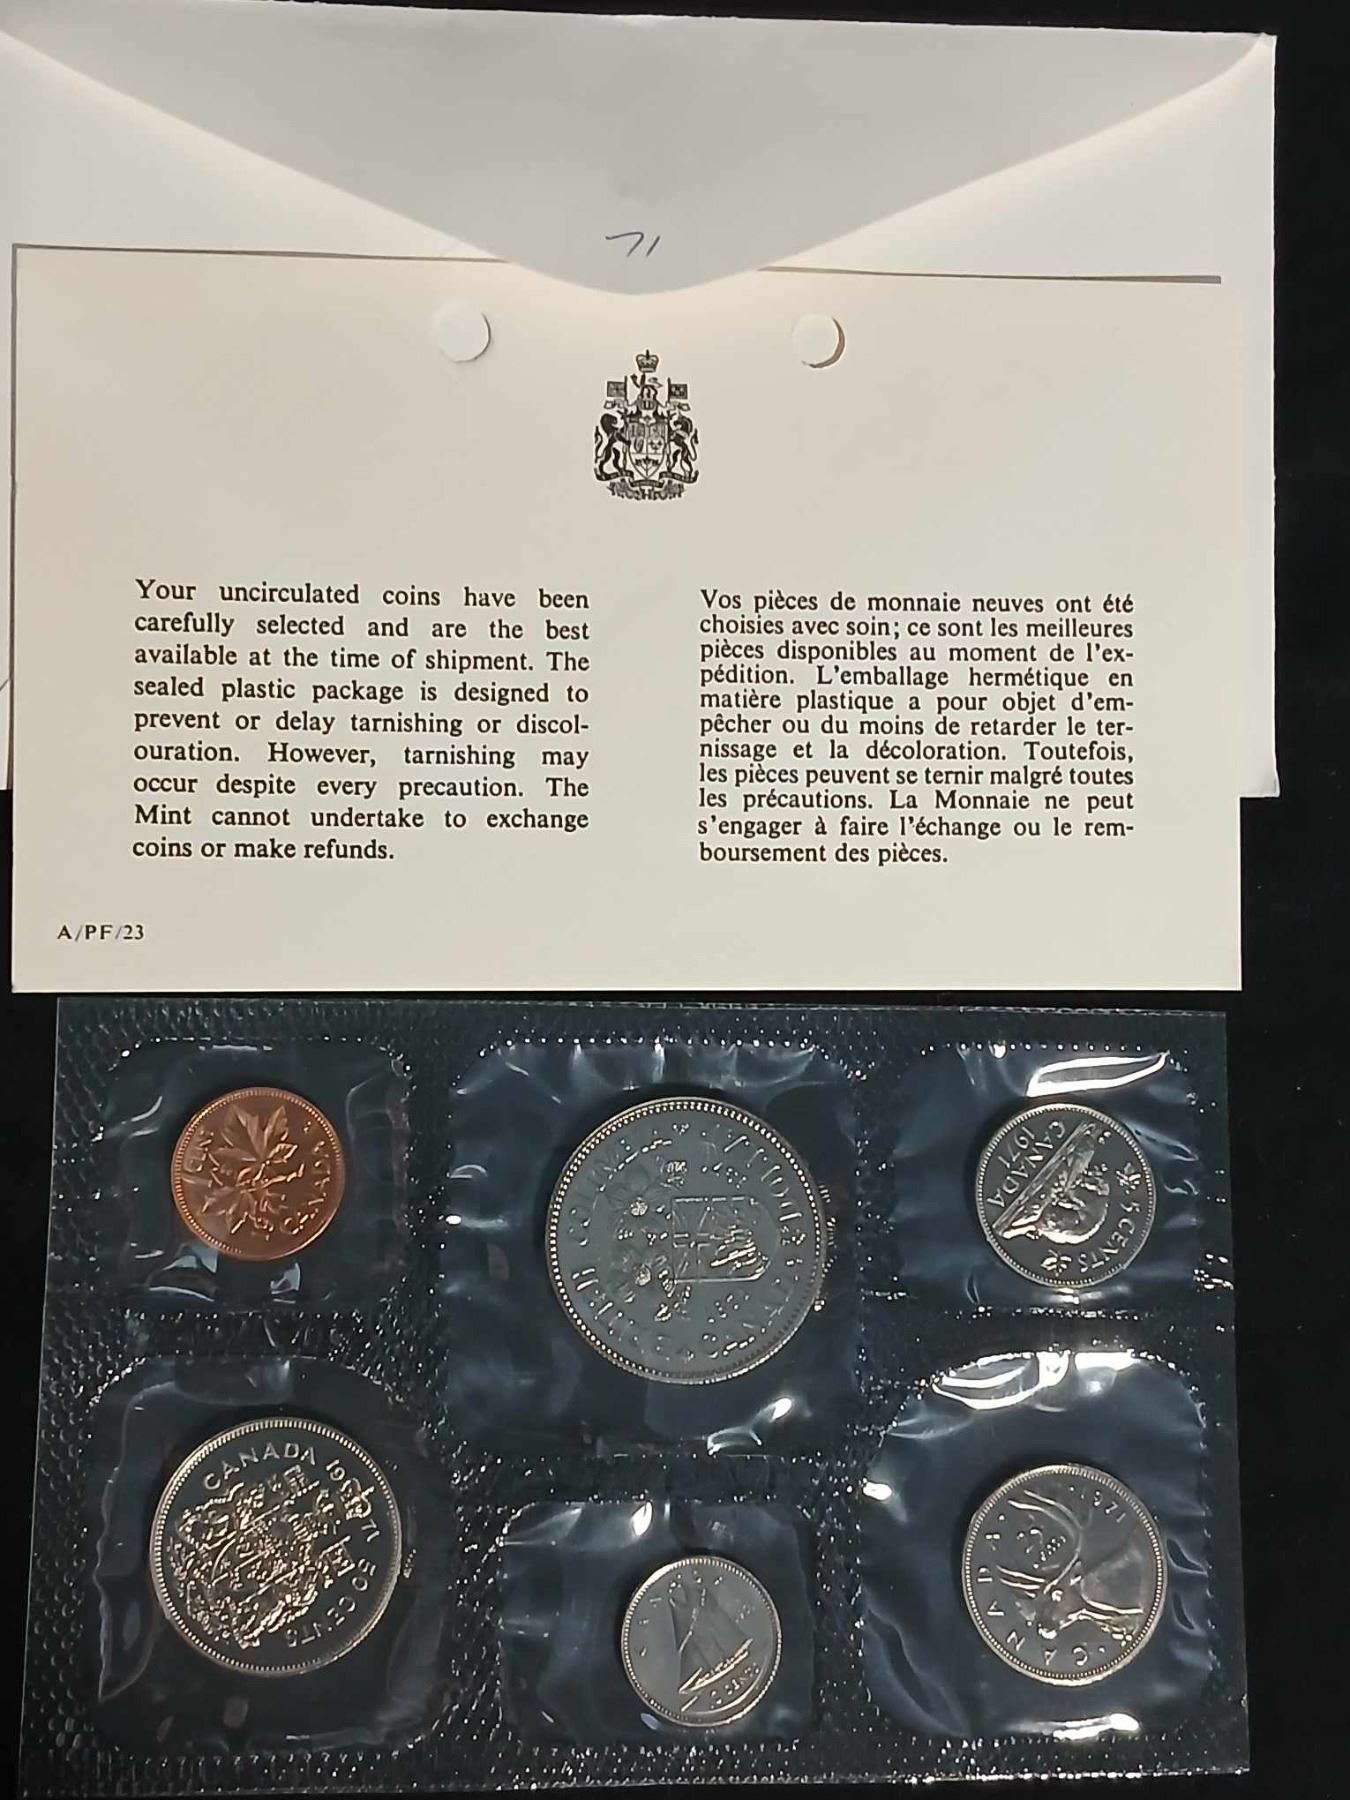 71
Your uncirculated coins have been
carefully selected and are the best
available at the time of shipment. The
sealed plastic package is designed to
prevent or delay tarnishing or discol-
ouration. However, tarnishing may
occur despite every precaution. The
Mint cannot undertake to exchange
coins or make refunds.
Vos pièces de monnaie neuves ont été
choisies avec soin; ce sont les meilleures
pièces disponibles au moment de l'ex-
pédition. L'emballage hermétique en
matière plastique a pour objet d'em-
pêcher ou du moins de retarder le ter-
nissage et la décoloration. Toutefois,
les pièces peuvent se ternir malgré toutes
les précautions. La Monnaie ne peut
s'engager à faire l'échange ou le rem-
boursement des pièces.
A/PF/23
CENT
CANADA
1971
5 CENTS
CANADA 1971 50 CENTS
CANADA 1971